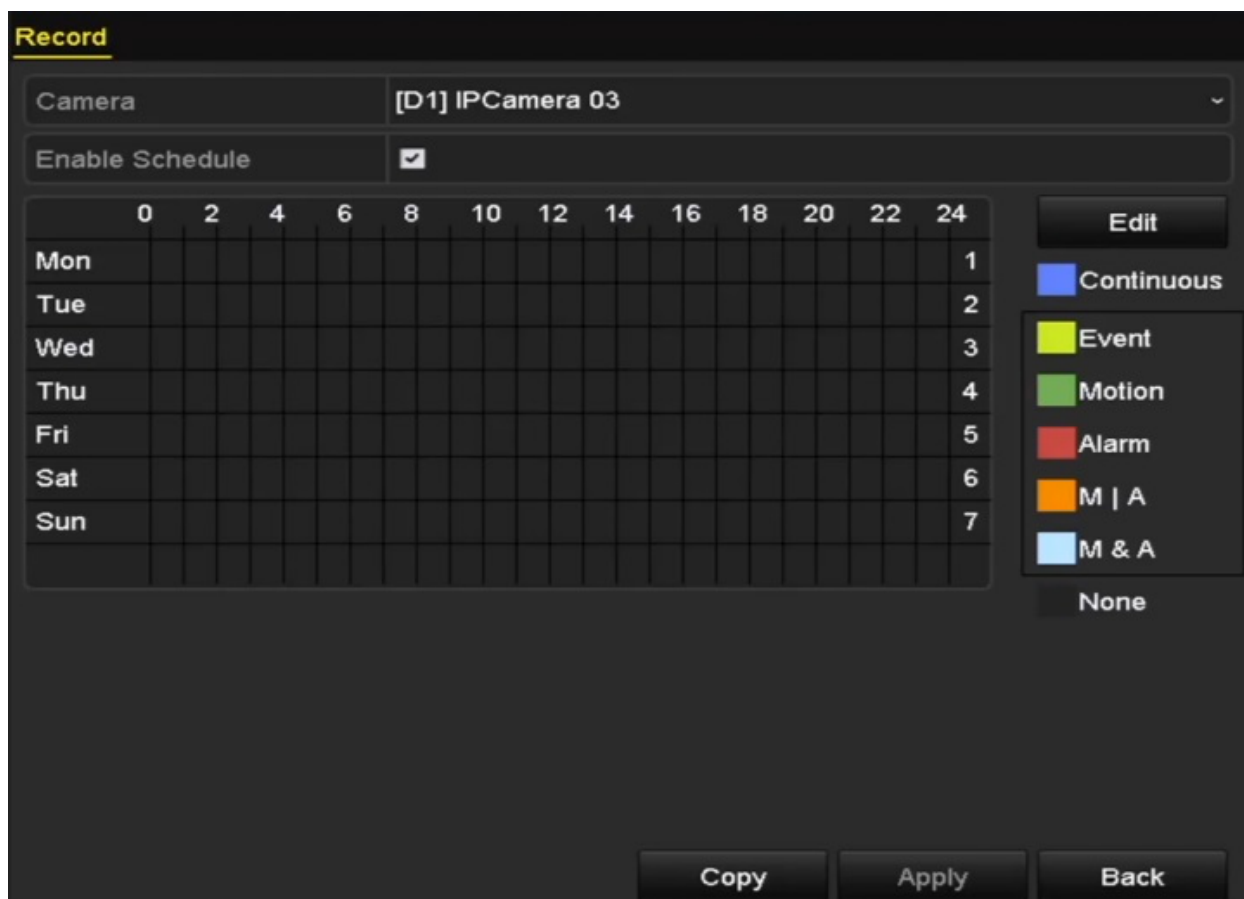 Record
Camera [D1] IPCamera 03
Enable Schedule
0 2 4 6 8 10 12 14 16 18 20 22 24
Mon 1
Tue 2
Wed 3
Thu 4
Fri 5
Sat 6
Sun 7
Edit
Continuous
Event
Motion
Alarm
M | A
M & A
None
Copy Apply Back